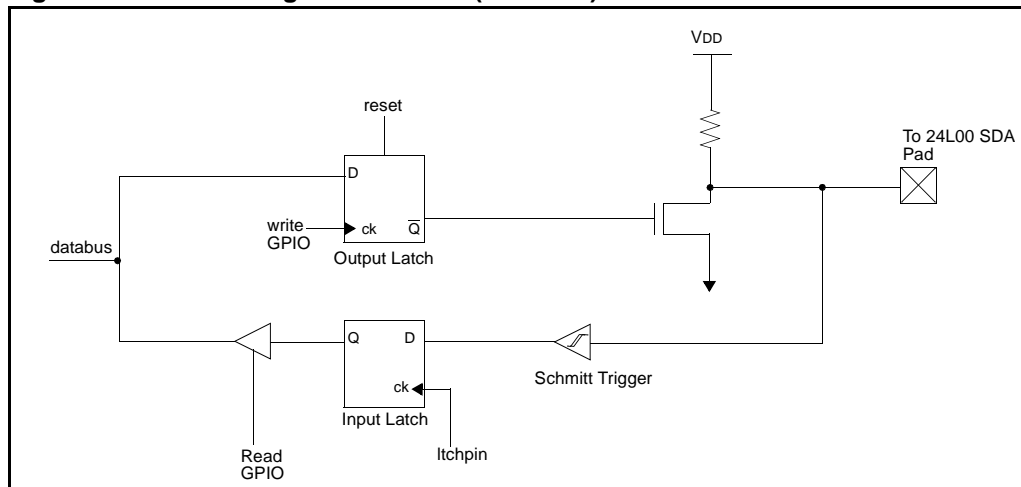 VDD
reset
To 24L00 SDA
Pad
D
write
GPIO
ck
Q
databus
Output Latch
Q
D
Schmitt Trigger
ck
Input Latch
Read
GPIO
ltchpin